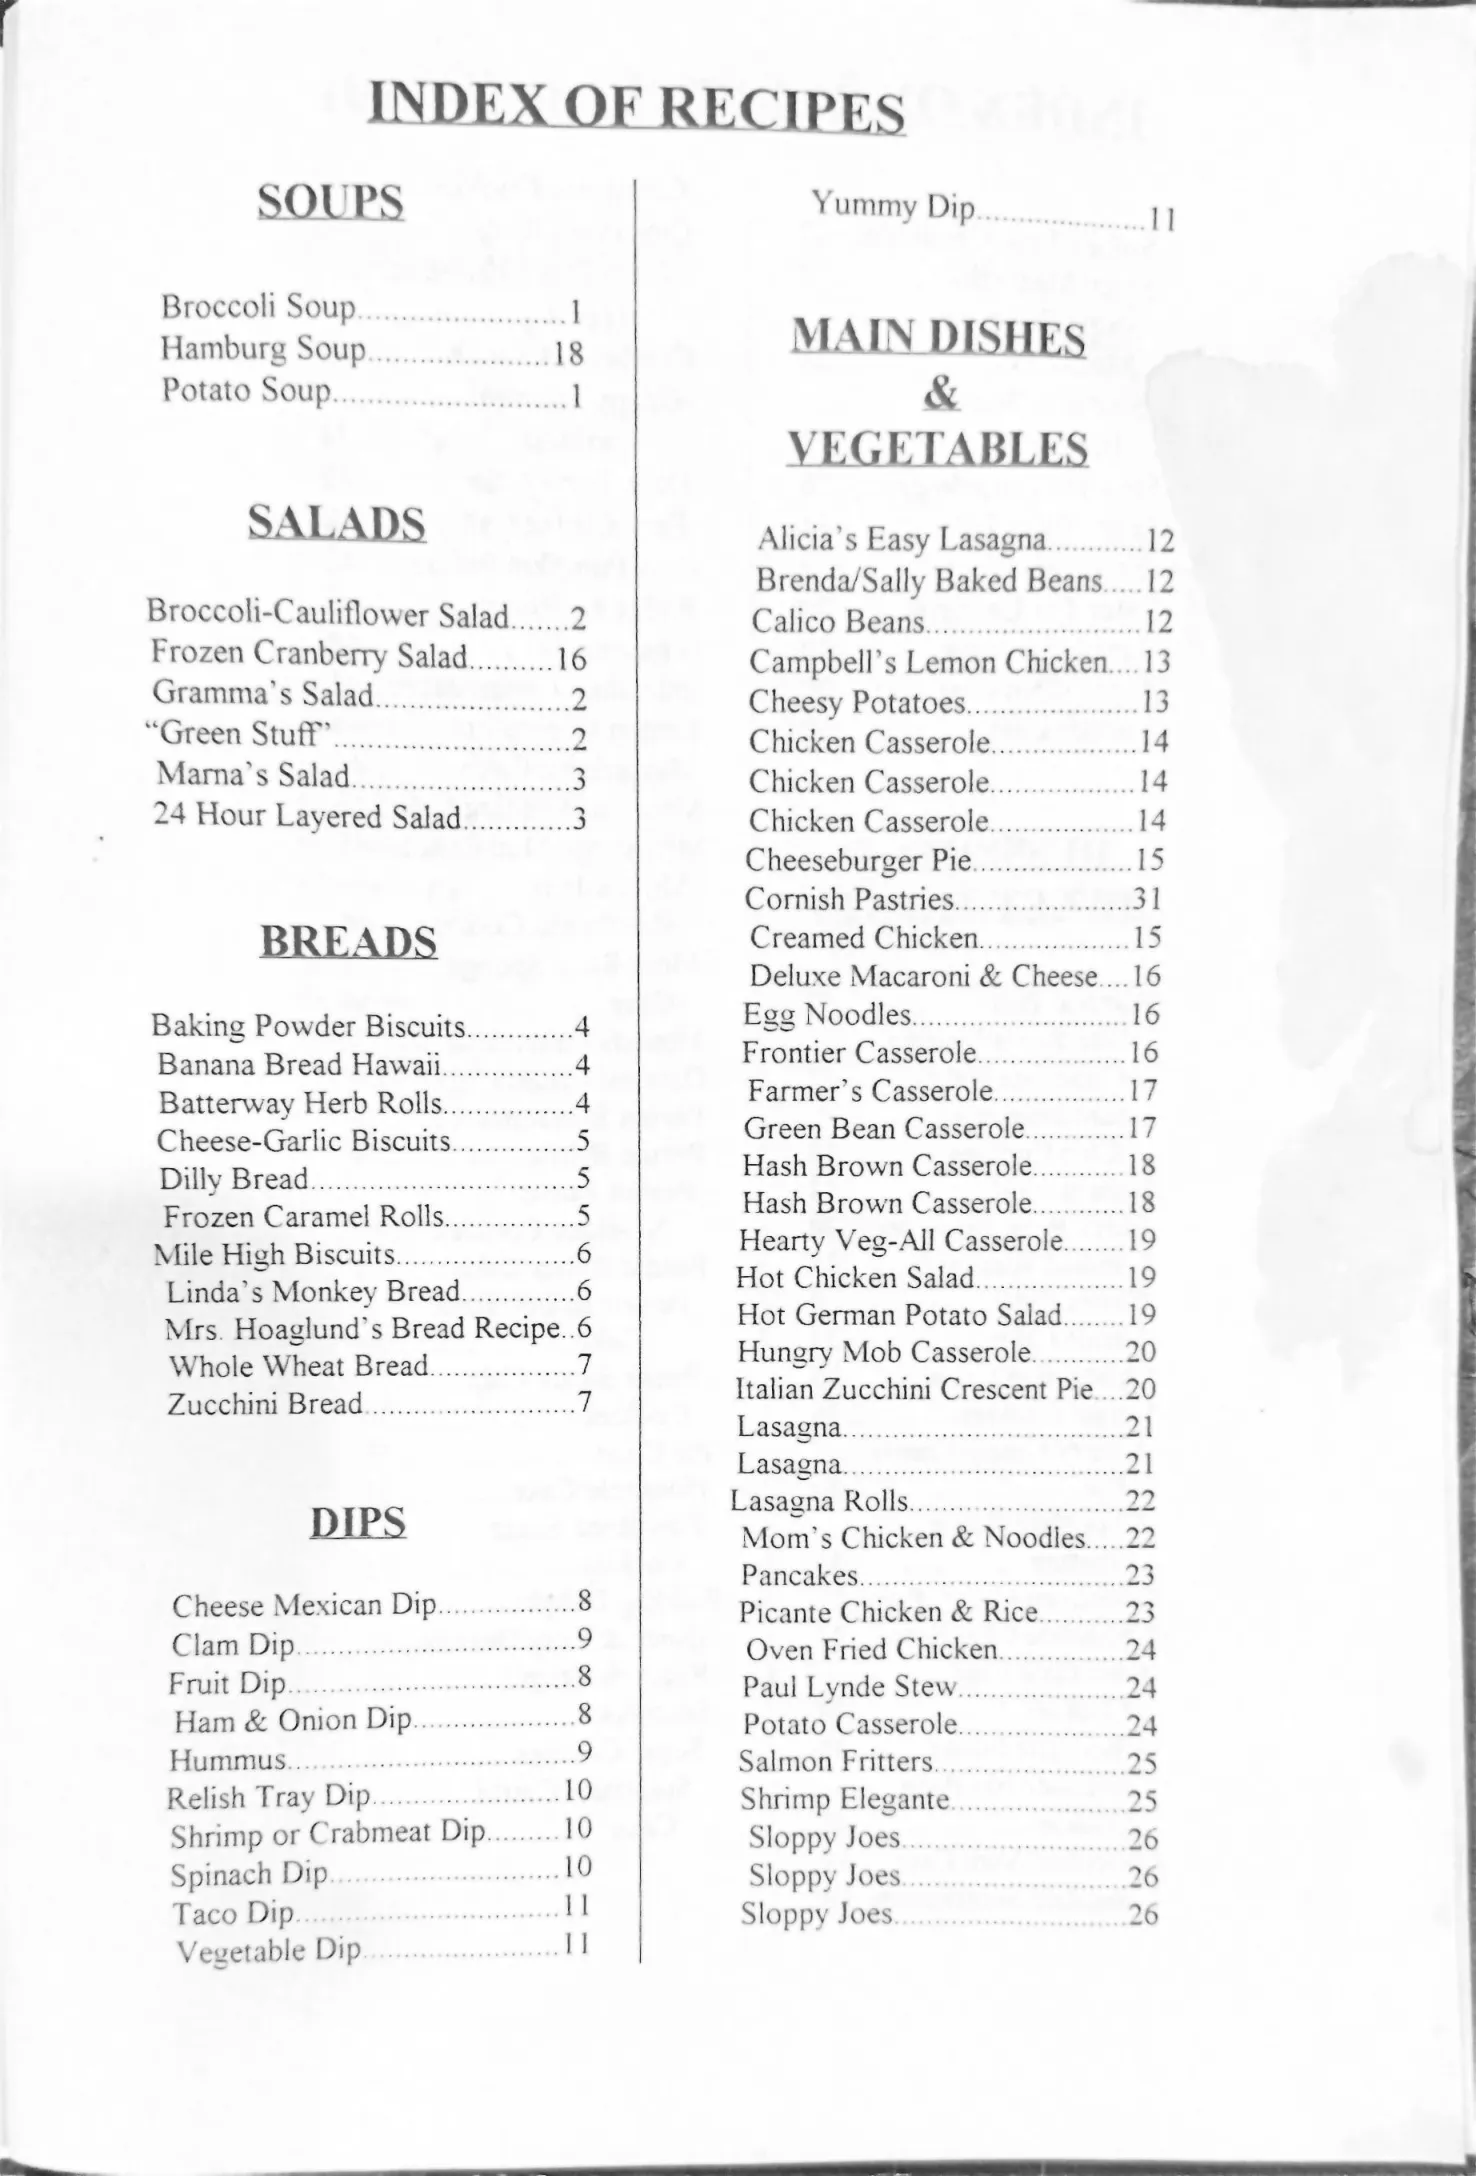 INDEX OF RECIPES
SOUPS
Broccoli Soup........................1
Hamburg Soup....................18
Potato Soup...........................1
SALADS
Broccoli-Cauliflower Salad.......2
Frozen Cranberry Salad..........16
Gramma's Salad.......................2
“Green Stuff”............................2
Mama's Salad..........................3
24 Hour Layered Salad.............3
BREADS
Baking Powder Biscuits............4
Banana Bread Hawaii...............4
Batterway Herb Rolls................4
Cheese-Garlic Biscuits...............5
Dilly Bread................................5
Frozen Caramel Rolls................5
Mile High Biscuits......................6
Linda's Monkey Bread..............6
Mrs. Hoaglund's Bread Recipe..6
Whole Wheat Bread..................7
Zucchini Bread..........................7
DIPS
Cheese Mexican Dip.................8
Clam Dip..................................9
Fruit Dip...................................8
Ham & Onion Dip....................8
Hummus...................................9
Relish Tray Dip.......................10
Shrimp or Crabmeat Dip.........10
Spinach Dip............................10
Taco Dip................................11
Vegetable Dip........................11
Yummy Dip.....................11
MAIN DISHES
&
VEGETABLES
Alicia's Easy Lasagna............12
Brenda/Sally Baked Beans.....12
Calico Beans..........................12
Campbell's Lemon Chicken....13
Cheesy Potatoes.....................13
Chicken Casserole..................14
Chicken Casserole..................14
Chicken Casserole..................14
Cheeseburger Pie....................15
Cornish Pastries.....................31
Creamed Chicken...................15
Deluxe Macaroni & Cheese....16
Egg Noodles..........................16
Frontier Casserole..................16
Farmer's Casserole................17
Green Bean Casserole............17
Hash Brown Casserole...........18
Hash Brown Casserole...........18
Hearty Veg-All Casserole.......19
Hot Chicken Salad..................19
Hot German Potato Salad.......19
Hungry Mob Casserole...........20
Italian Zucchini Crescent Pie....20
Lasagna..................................21
Lasagna..................................21
Lasagna Rolls.........................22
Mom's Chicken & Noodles.....22
Pancakes................................23
Picante Chicken & Rice..........23
Oven Fried Chicken...............24
Paul Lynde Stew....................24
Potato Casserole....................24
Salmon Fritters.......................25
Shrimp Elegante.....................25
Sloppy Joes...........................26
Sloppy Joes...........................26
Sloppy Joes............................26